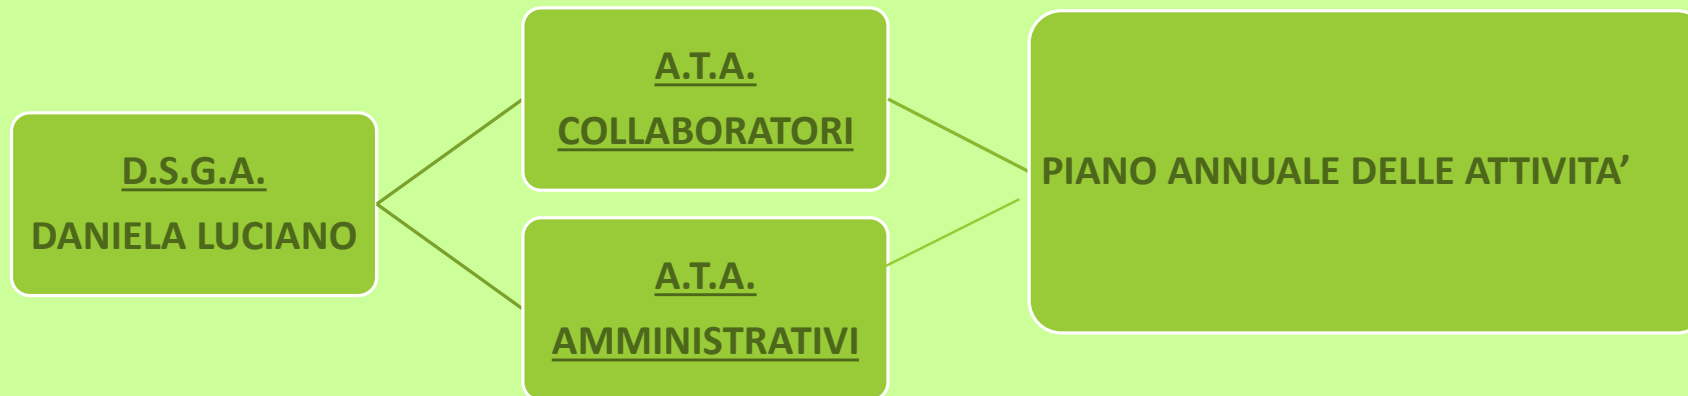 D.S.G.A.
DANIELA LUCIANO
A.T.A.
COLLABORATORI
A.T.A.
AMMINISTRATIVI
PIANO ANNUALE DELLE ATTIVITA’